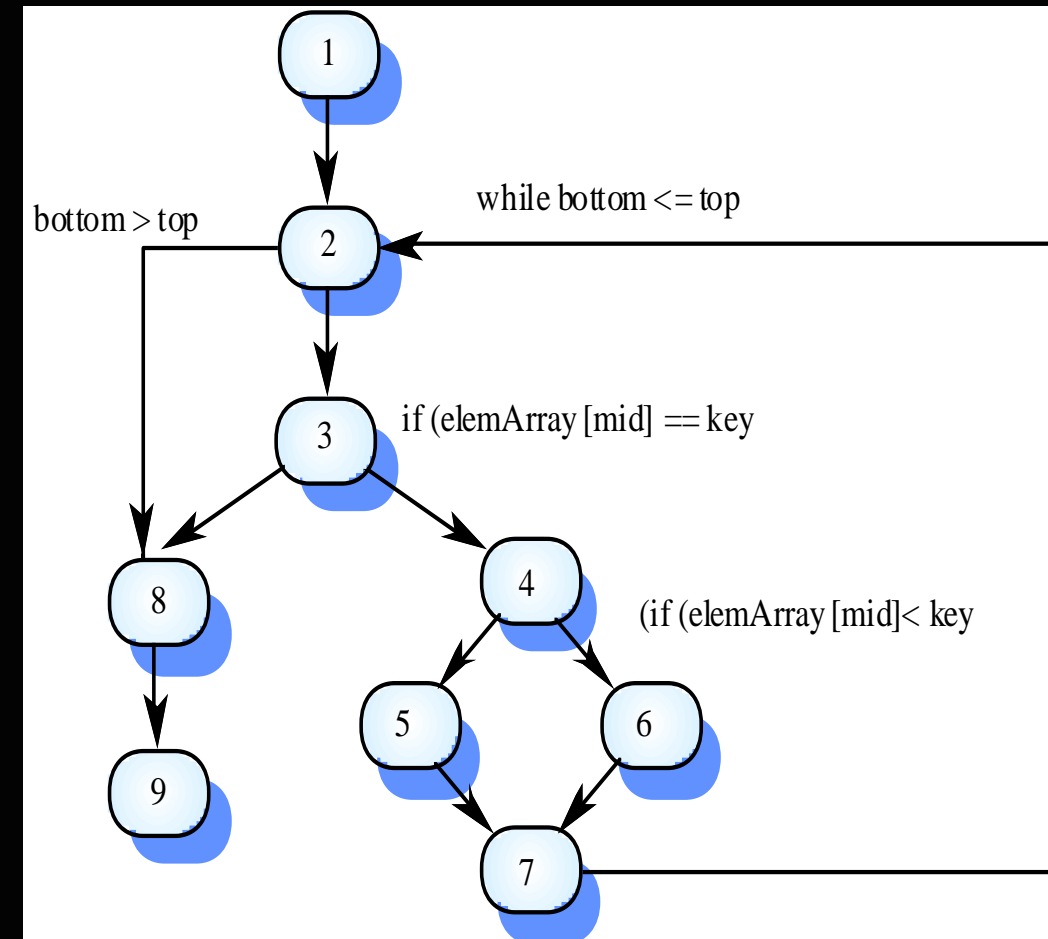 1
while bottom <= top
bottom > top
2
if (elemArray [mid] == key
3
4
8
(if (elemArray [mid]< key
5
6
9
7